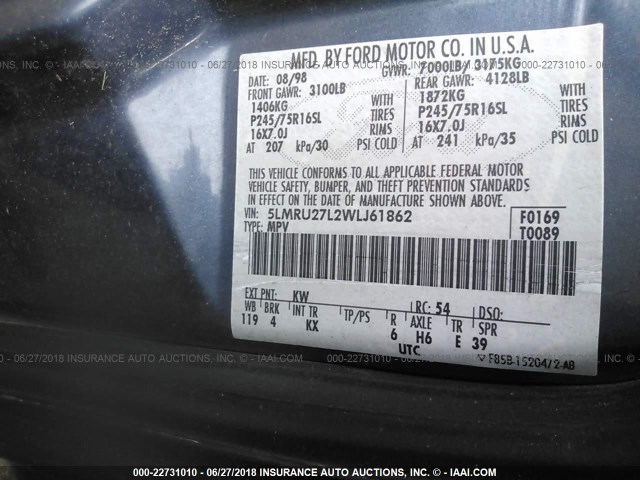 MFD. BY FORD MOTOR CO. IN U.S.A.
DATE: 08/98 GVWR: 7000LB/ 3175KG
FRONT GAWR: 3100LB REAR GAWR: 4128LB
1406KG WITH 1872KG WITH
P245/75R16SL TIRES P245/75R16SL TIRES
16X7.0J RIMS 16X7.0J RIMS
AT 207 kPa/30 PSI COLD AT 241 kPa/35 PSI COLD
THIS VEHICLE CONFORMS TO ALL APPLICABLE FEDERAL MOTOR
VEHICLE SAFETY, BUMPER, AND THEFT PREVENTION STANDARDS
IN EFFECT ON THE DATE OF MANUFACTURE SHOWN ABOVE.
VIN: 5LMRU27L2WLJ61862 F0169
TYPE: MPV T0089
EXT PNT: KW RC: 54 DSO:
WB BRK INT TR TP/PS R AXLE TR SPR
119 4 KX 6 H6 E 39
UTC F85B-1520472-AB
000-22731010 - 06/27/2018 INSURANCE AUTO AUCTIONS - © IAAI.COM